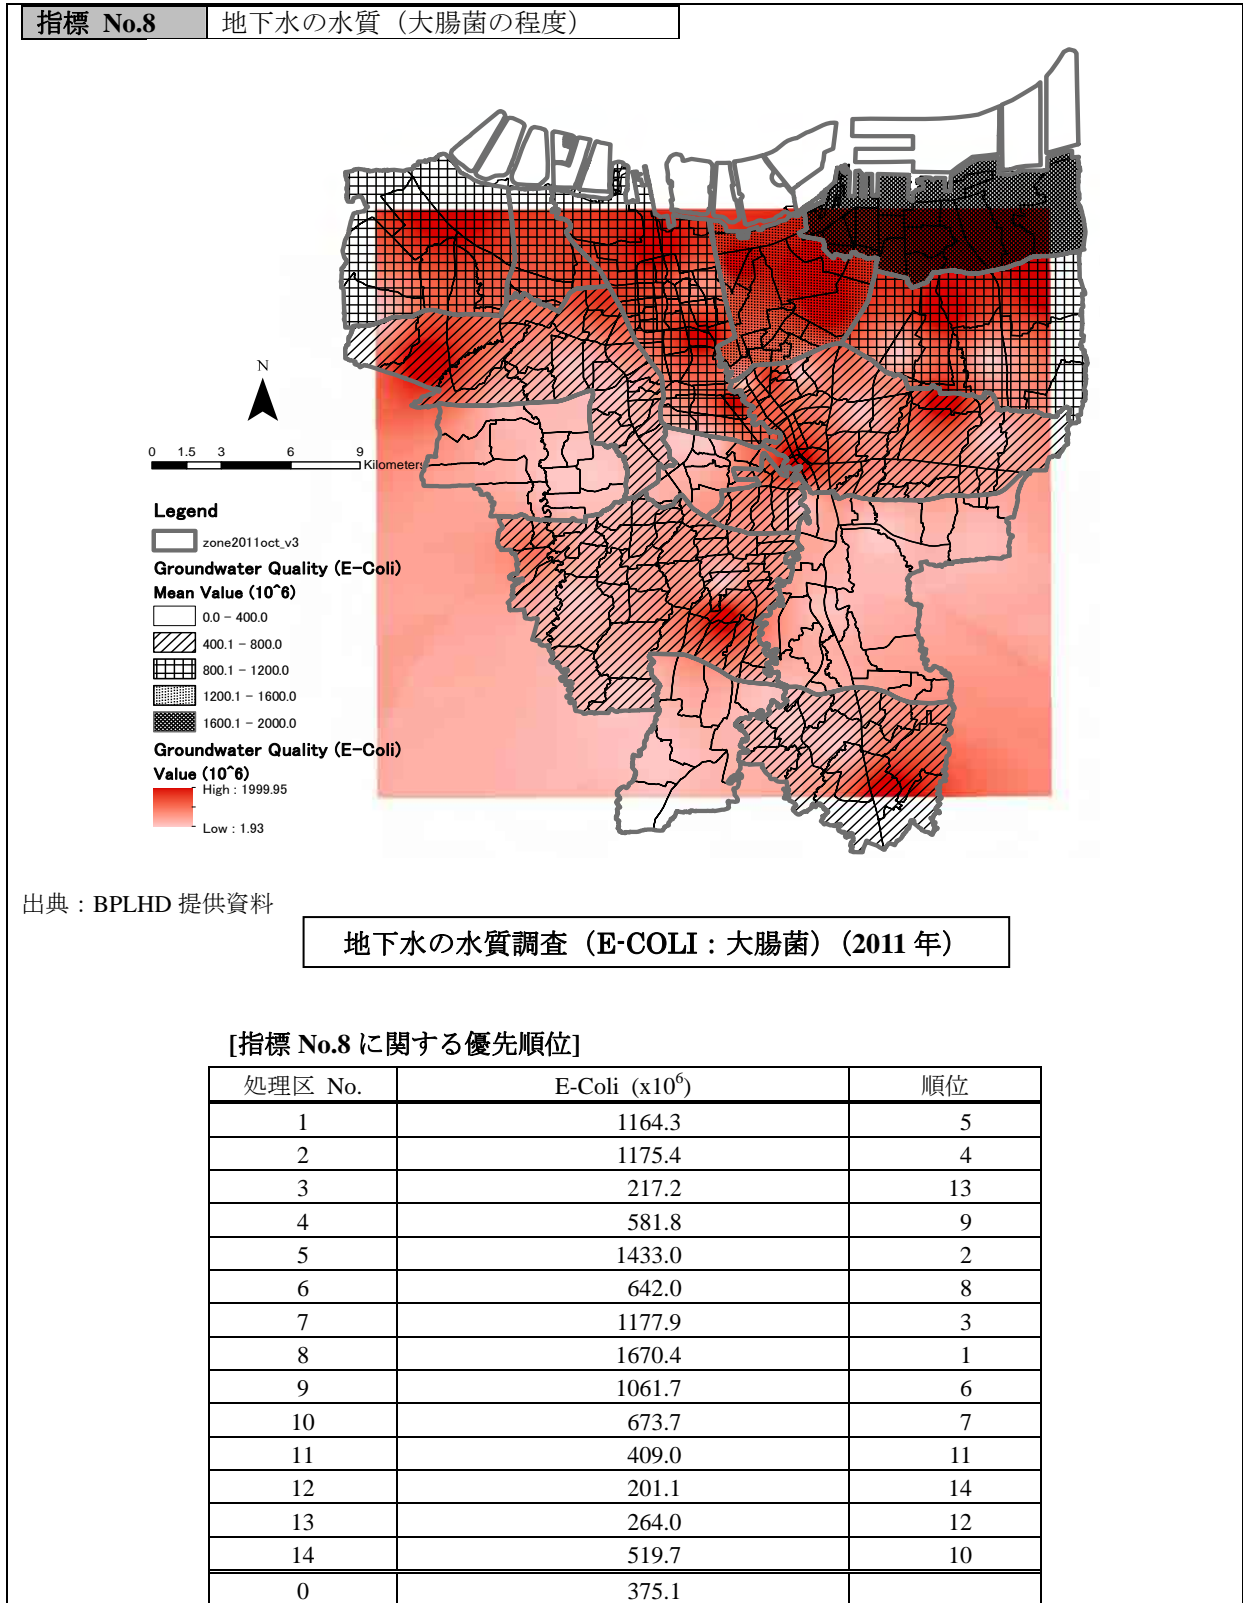 指標 No.8 地下水の水質（大腸菌の程度）
N
0 1.5 3 6 9
Kilometers
Legend
zone2011oct_v3
Groundwater Quality (E-Coli)
Mean Value (10^6)
0.0 - 400.0
400.1 - 800.0
800.1 - 1200.0
1200.1 - 1600.0
1600.1 - 2000.0
Groundwater Quality (E-Coli)
Value (10^6)
High : 1999.95
Low : 1.93
出典：BPLHD 提供資料
地下水の水質調査（E-COLI：大腸菌）（2011 年）
[指標 No.8 に関する優先順位]
処理区 No. E-Coli (x10⁶) 順位
1 1164.3 5
2 1175.4 4
3 217.2 13
4 581.8 9
5 1433.0 2
6 642.0 8
7 1177.9 3
8 1670.4 1
9 1061.7 6
10 673.7 7
11 409.0 11
12 201.1 14
13 264.0 12
14 519.7 10
0 375.1